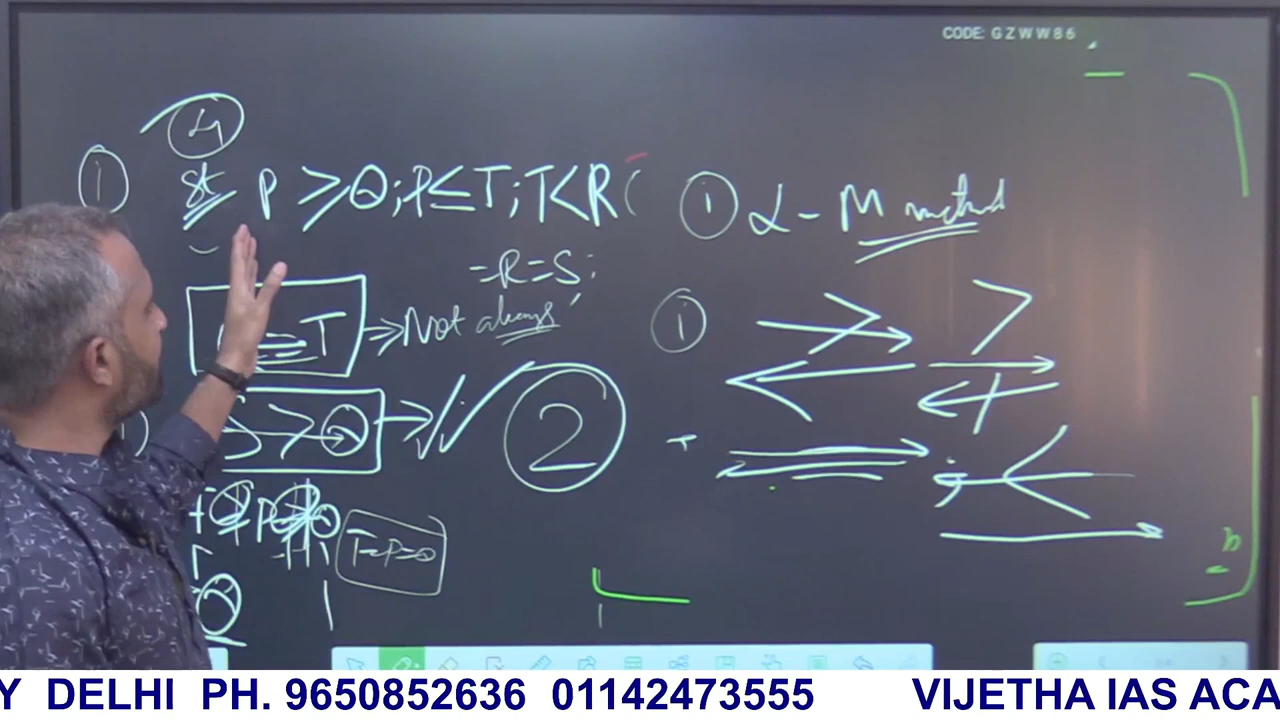 CODE: GZWW86
4
① St P ≥ Q; P ≤ T; T < R
= R = S;
= T ⇒ Not always
S > Q → ✓ 2
T=P=Q
① α - M method
①
b
Y DELHI PH. 9650852636 01142473555 VIJETHA IAS ACA